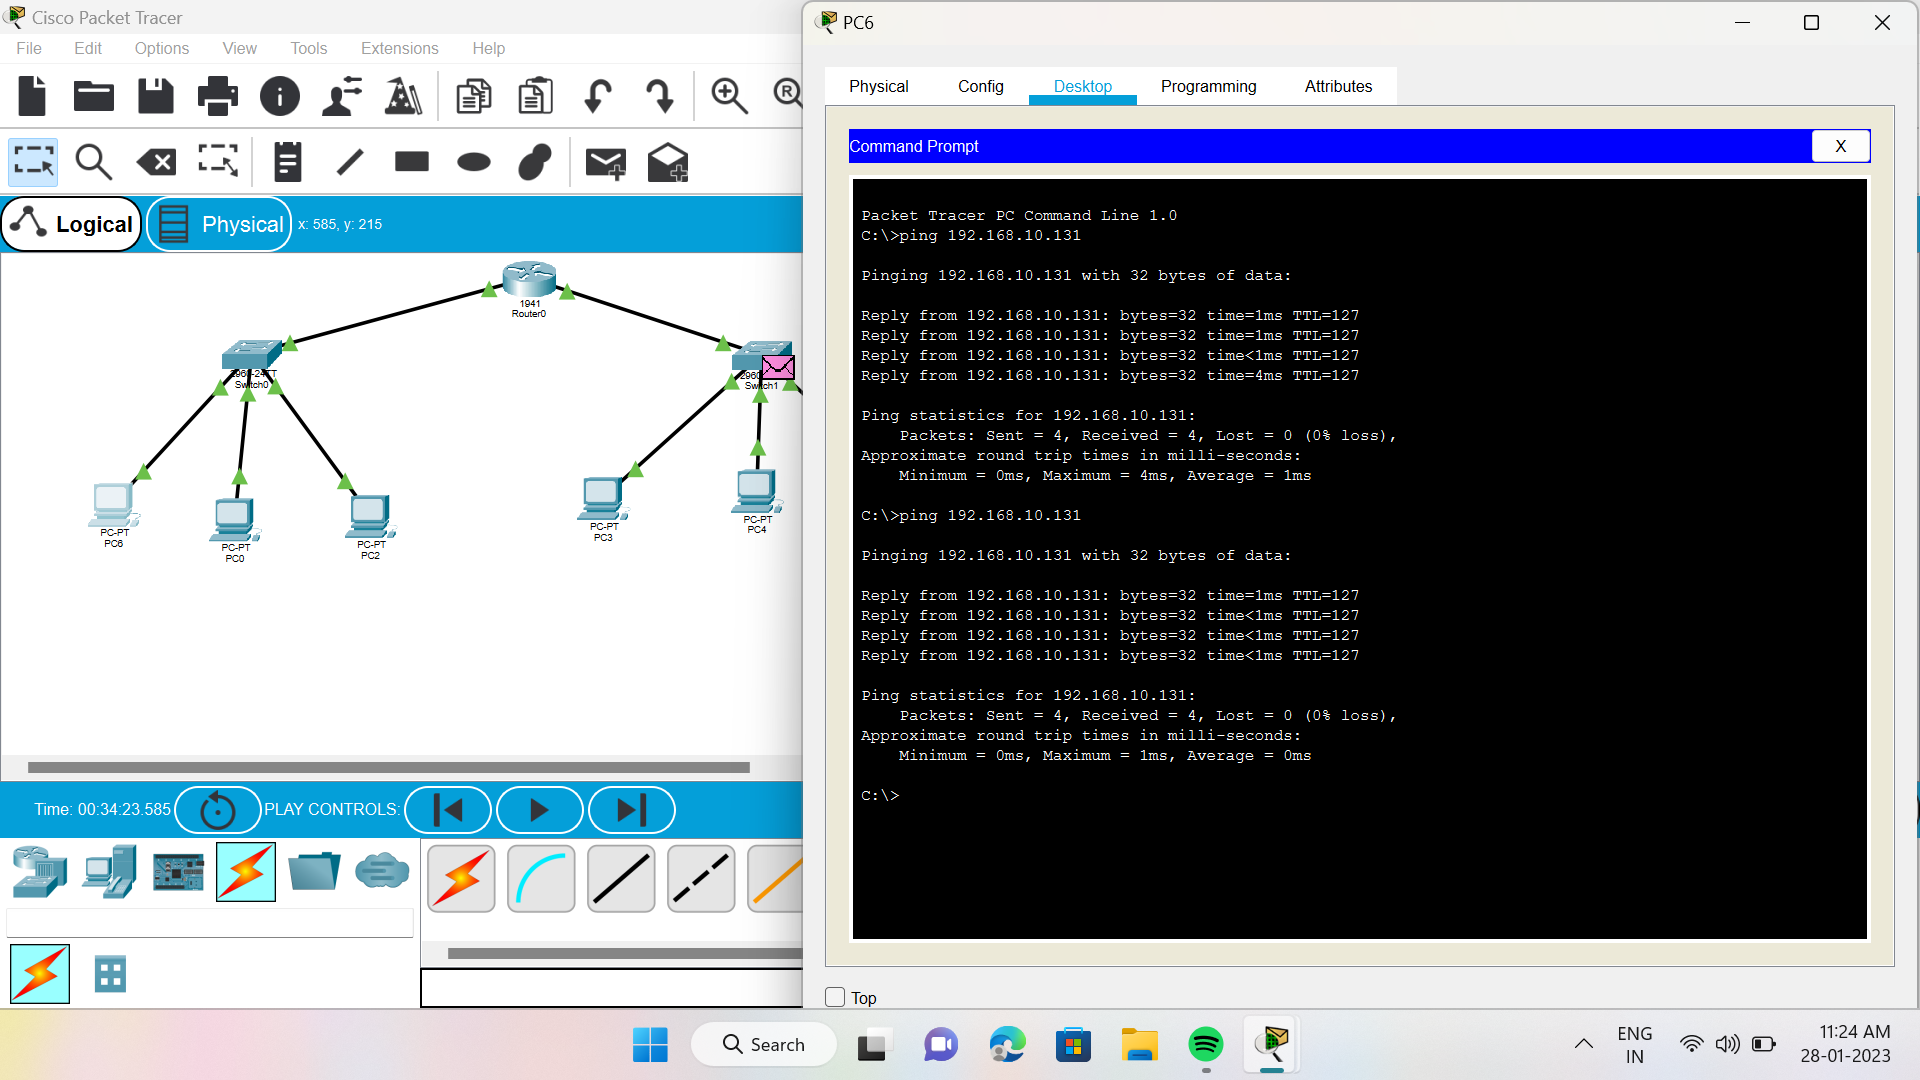 Cisco Packet Tracer
File Edit Options View Tools Extensions Help
Logical
Physical
x: 585, y: 215
1941
Router0
2960-24TT
Switch0
2960
Switch1
PC-PT
PC6
PC-PT
PC0
PC-PT
PC2
PC-PT
PC3
PC-PT
PC4
Time: 00:34:23.585
PLAY CONTROLS:
PC6
Physical Config Desktop Programming Attributes
Command Prompt
X
Packet Tracer PC Command Line 1.0
C:\>ping 192.168.10.131
Pinging 192.168.10.131 with 32 bytes of data:
Reply from 192.168.10.131: bytes=32 time=1ms TTL=127
Reply from 192.168.10.131: bytes=32 time=1ms TTL=127
Reply from 192.168.10.131: bytes=32 time<1ms TTL=127
Reply from 192.168.10.131: bytes=32 time=4ms TTL=127
Ping statistics for 192.168.10.131:
Packets: Sent = 4, Received = 4, Lost = 0 (0% loss),
Approximate round trip times in milli-seconds:
Minimum = 0ms, Maximum = 4ms, Average = 1ms
C:\>ping 192.168.10.131
Pinging 192.168.10.131 with 32 bytes of data:
Reply from 192.168.10.131: bytes=32 time=1ms TTL=127
Reply from 192.168.10.131: bytes=32 time<1ms TTL=127
Reply from 192.168.10.131: bytes=32 time<1ms TTL=127
Reply from 192.168.10.131: bytes=32 time<1ms TTL=127
Ping statistics for 192.168.10.131:
Packets: Sent = 4, Received = 4, Lost = 0 (0% loss),
Approximate round trip times in milli-seconds:
Minimum = 0ms, Maximum = 1ms, Average = 0ms
C:\>
Top
Search
ENG
IN
11:24 AM
28-01-2023